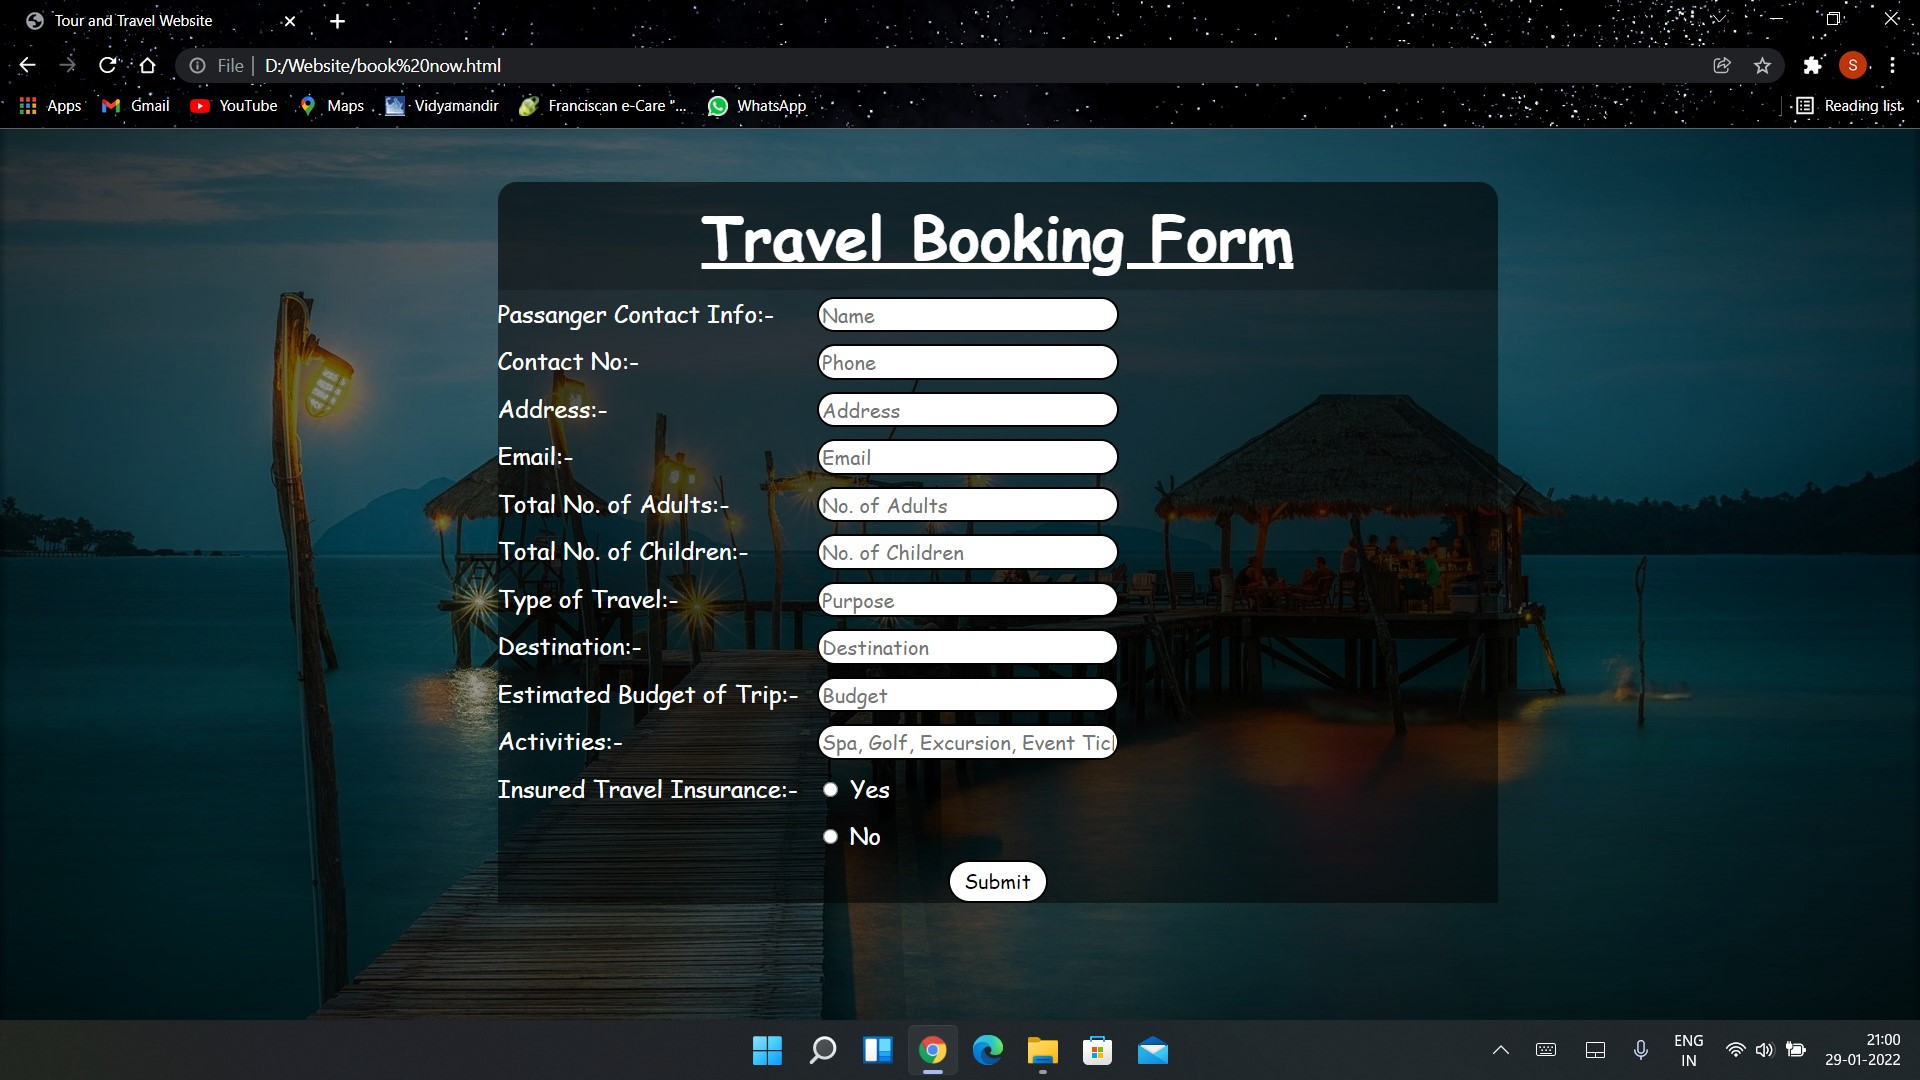 Tour and Travel Website
File | D:/Website/book%20now.html
S
Apps Gmail YouTube Maps Vidyamandir Franciscan e-Care "... WhatsApp Reading list
Travel Booking Form
Passanger Contact Info:- Name
Contact No:- Phone
Address:- Address
Email:- Email
Total No. of Adults:- No. of Adults
Total No. of Children:- No. of Children
Type of Travel:- Purpose
Destination:- Destination
Estimated Budget of Trip:- Budget
Activities:- Spa, Golf, Excursion, Event Tic
Insured Travel Insurance:- Yes
No
Submit
ENG 21:00
IN 29-01-2022